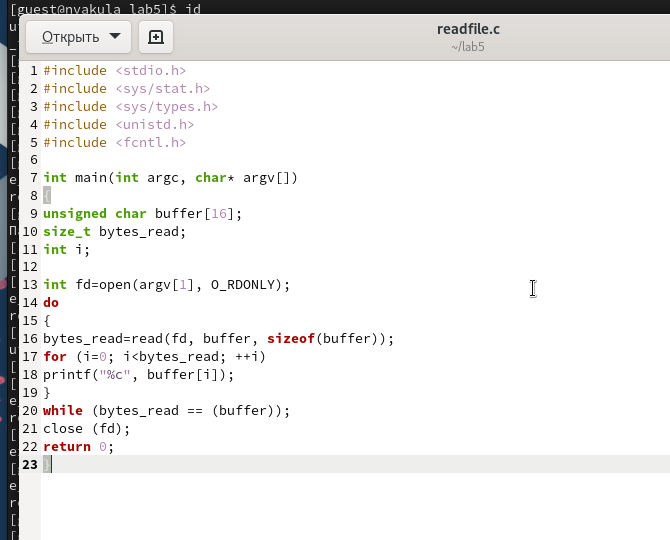 [guest@nyakula lab5]$ id
Открыть
readfile.c
~/lab5
1 #include <stdio.h>
2 #include <sys/stat.h>
3 #include <sys/types.h>
4 #include <unistd.h>
5 #include <fcntl.h>
6
7 int main(int argc, char* argv[])
8 {
9 unsigned char buffer[16];
10 size_t bytes_read;
11 int i;
12
13 int fd=open(argv[1], O_RDONLY);
14 do
15 {
16 bytes_read=read(fd, buffer, sizeof(buffer));
17 for (i=0; i<bytes_read; ++i)
18 printf("%c", buffer[i]);
19 }
20 while (bytes_read == (buffer));
21 close (fd);
22 return 0;
23 }